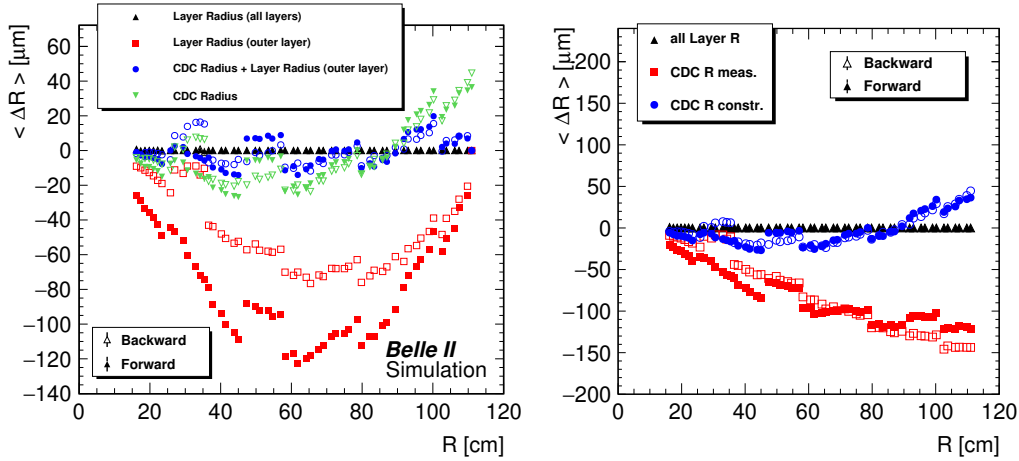 < ΔR > [μm]
60
40
20
0
−20
−40
−60
−80
−100
−120
−140
Layer Radius (all layers)
Layer Radius (outer layer)
CDC Radius + Layer Radius (outer layer)
CDC Radius
Backward
Forward
Belle II
Simulation
0 20 40 60 80 100 120
R [cm]
< ΔR > [μm]
200
150
100
50
0
−50
−100
−150
−200
all Layer R
CDC R meas.
CDC R constr.
Backward
Forward
0 20 40 60 80 100 120
R [cm]